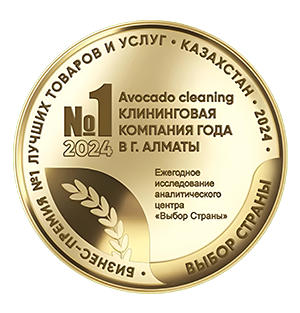 БИЗНЕС-ПРЕМИЯ №1 ЛУЧШИХ ТОВАРОВ И УСЛУГ • КАЗАХСТАН • 2024 •
№1
2024
Avocado cleaning
КЛИНИНГОВАЯ
КОМПАНИЯ ГОДА
В Г. АЛМАТЫ
Ежегодное
исследование
аналитического
центра
«Выбор Страны»
ВЫБОР СТРАНЫ